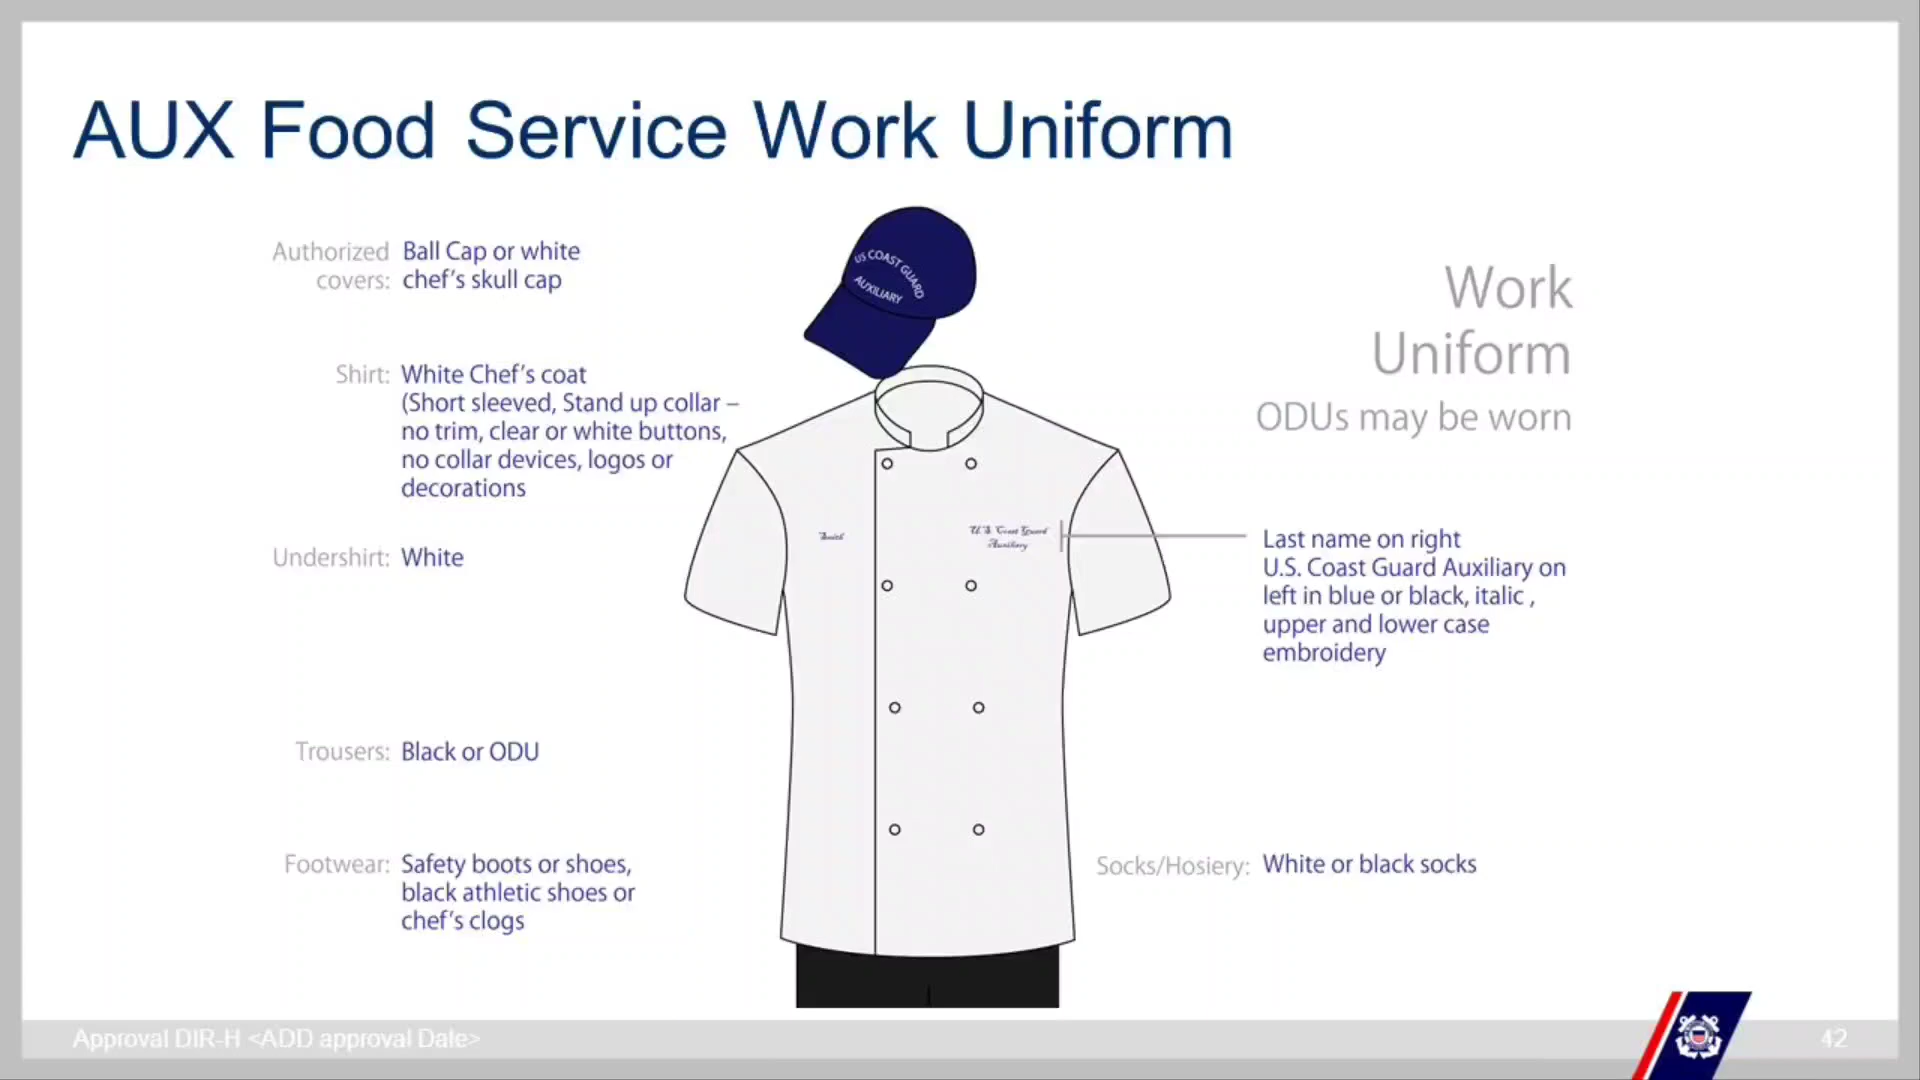 AUX Food Service Work Uniform
Authorized covers:
Ball Cap or white
chef's skull cap
US COAST GUARD
AUXILIARY
Work
Uniform
ODUs may be worn
Shirt:
White Chef's coat
(Short sleeved, Stand up collar –
no trim, clear or white buttons,
no collar devices, logos or
decorations
Smith
U.S. Coast Guard
Auxiliary
Last name on right
U.S. Coast Guard Auxiliary on
left in blue or black, italic ,
upper and lower case
embroidery
Undershirt: White
Trousers: Black or ODU
Footwear: Safety boots or shoes,
black athletic shoes or
chef's clogs
Socks/Hosiery: White or black socks
Approval DIR-H <ADD approval Date>
42